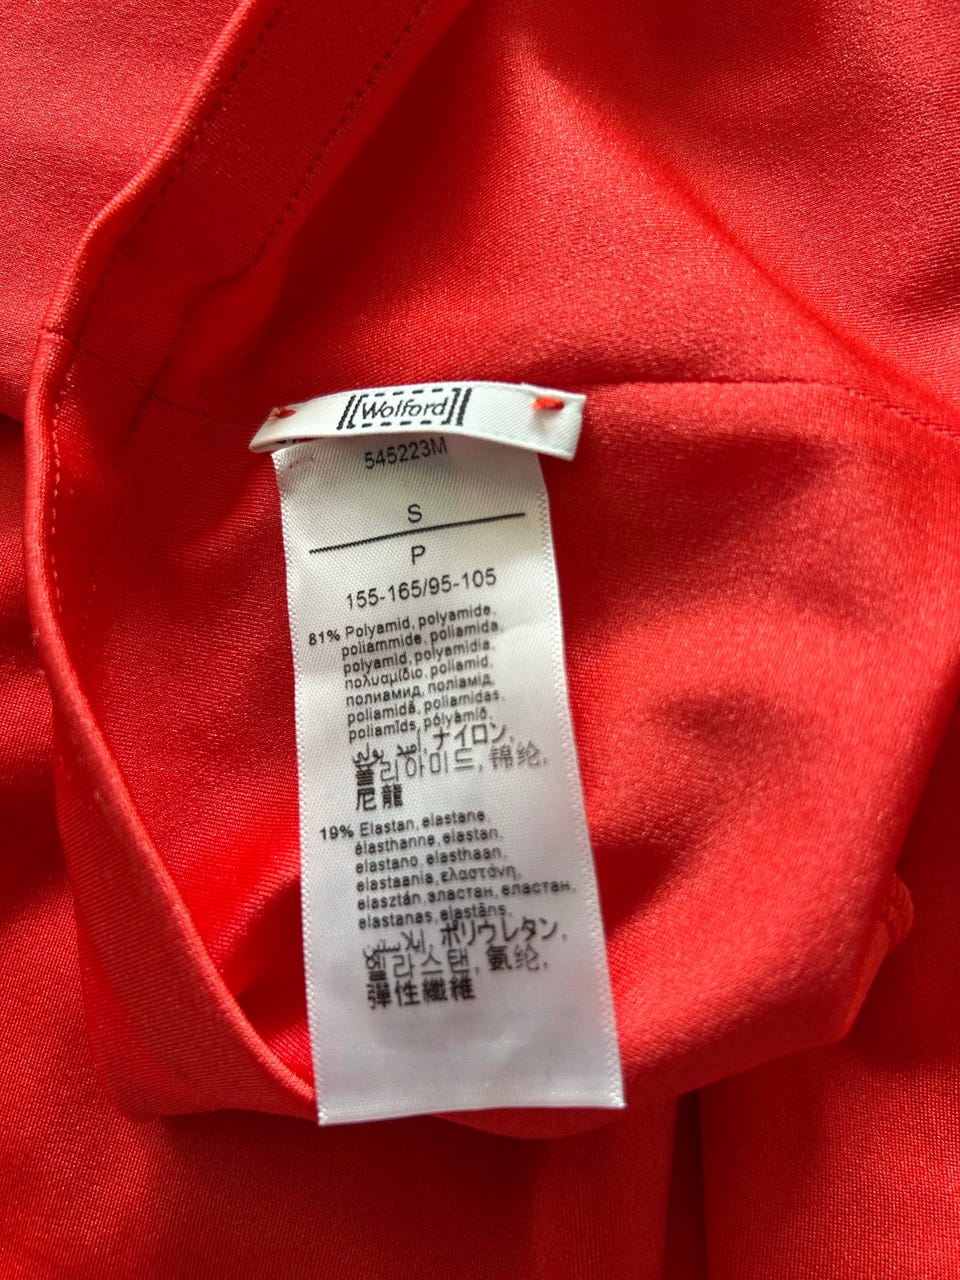 Wolford
545223M
S
P
155-165/95-105
81% Polyamid, polyamide,
poliammide, poliamida,
polyamid, polyamidia,
πολυαμίδιο, poliamid,
полиамид, поліамід,
poliamidă, poliamidas,
poliamīds, pólyàmíð,
ナイロン,
폴리아미드, 锦纶,
尼龍
19% Elastan, elastane,
élasthanne, elastan,
elastano, elasthaan,
elastaania, ελαστάνη,
elasztán, эластан, еластан,
elastanas, elastāns,
ポリウレタン,
엘라스탠, 氨纶,
彈性纖維